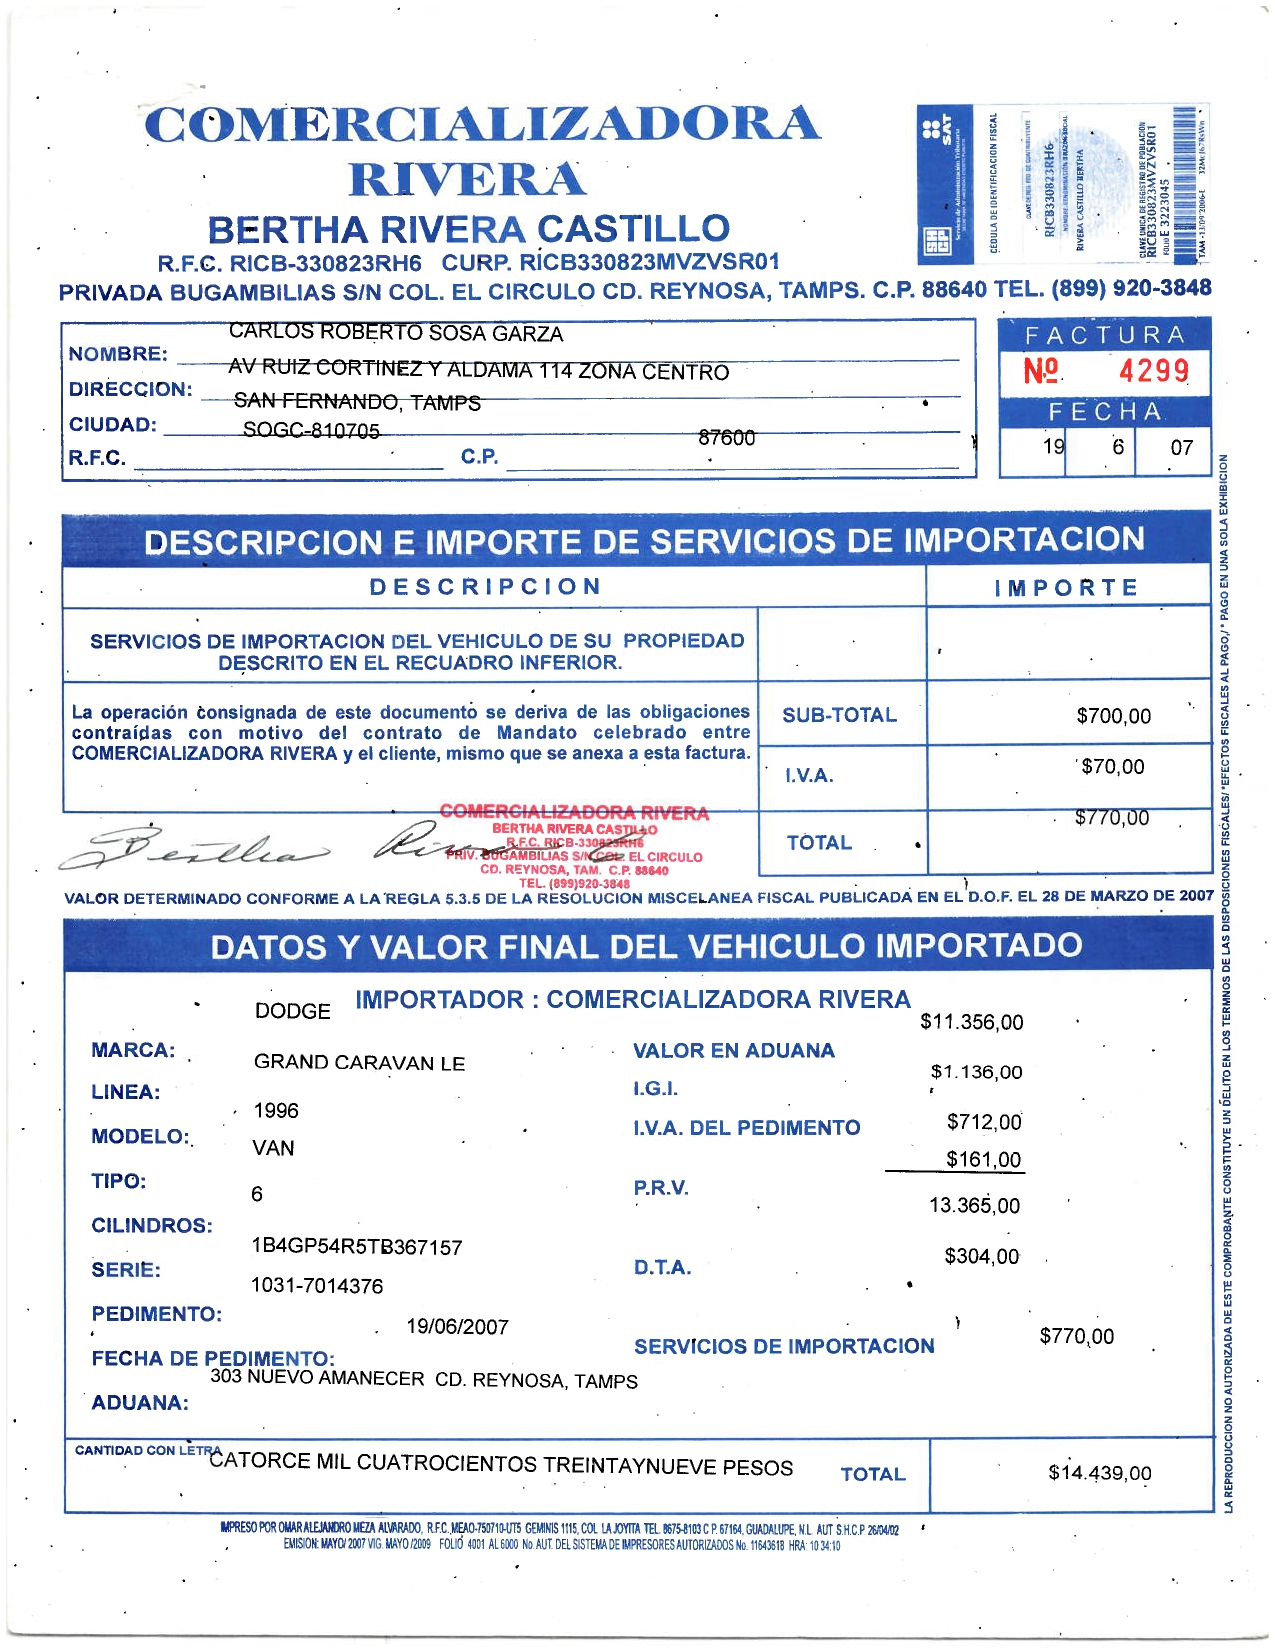 COMERCIALIZADORA
RIVERA
BERTHA RIVERA CASTILLO
R.F.C. RICB-330823RH6 CURP. RICB330823MVZVSR01
PRIVADA BUGAMBILIAS S/N COL. EL CIRCULO CD. REYNOSA, TAMPS. C.P. 88640 TEL. (899) 920-3848
SHCP
SAT
Servicio de Administración Tributaria
CÉDULA DE IDENTIFICACION FISCAL
RICB330823RH6
RIVERA CASTILLO BERTHA
CLAVE UNICA DE REGISTRO DE POBLACION
RICB330823MVZVSR01
FOLIO E 3223045
CARLOS ROBERTO SOSA GARZA
NOMBRE:
AV RUIZ CORTINEZ Y ALDAMA 114 ZONA CENTRO
DIRECCION:
SAN FERNANDO, TAMPS
CIUDAD:
SOGC-810705
87600
R.F.C.
C.P.
FACTURA
Nº. 4299
FECHA
19 6 07
DESCRIPCION E IMPORTE DE SERVICIOS DE IMPORTACION
DESCRIPCION
IMPORTE
SERVICIOS DE IMPORTACION DEL VEHICULO DE SU PROPIEDAD
DESCRITO EN EL RECUADRO INFERIOR.
La operación consignada de este documento se deriva de las obligaciones
contraídas con motivo del contrato de Mandato celebrado entre
COMERCIALIZADORA RIVERA y el cliente, mismo que se anexa a esta factura.
SUB-TOTAL
$700,00
I.V.A.
$70,00
TOTAL
$770,00
Bertha Rivera C
COMERCIALIZADORA RIVERA
BERTHA RIVERA CASTILLO
R.F.C. RICB-330823RH6
PRIV. BUGAMBILIAS S/N COL. EL CIRCULO
CD. REYNOSA, TAM. C.P. 88640
TEL. (899)920-3848
VALOR DETERMINADO CONFORME A LA REGLA 5.3.5 DE LA RESOLUCION MISCELANEA FISCAL PUBLICADA EN EL D.O.F. EL 28 DE MARZO DE 2007
DATOS Y VALOR FINAL DEL VEHICULO IMPORTADO
IMPORTADOR : COMERCIALIZADORA RIVERA
DODGE
MARCA:
GRAND CARAVAN LE
LINEA:
1996
MODELO:
VAN
TIPO:
6
CILINDROS:
1B4GP54R5TB367157
SERIE:
1031-7014376
PEDIMENTO:
19/06/2007
FECHA DE PEDIMENTO:
303 NUEVO AMANECER CD. REYNOSA, TAMPS
ADUANA:
$11.356,00
VALOR EN ADUANA
$1.136,00
I.G.I.
$712,00
I.V.A. DEL PEDIMENTO
$161,00
P.R.V.
13.365,00
$304,00
D.T.A.
SERVICIOS DE IMPORTACION
$770,00
CANTIDAD CON LETRA
CATORCE MIL CUATROCIENTOS TREINTAYNUEVE PESOS
TOTAL
$14.439,00
IMPRESO POR OMAR ALEJANDRO MEZA ALVARADO, R.F.C. MEAO-750710-UT5 GEMINIS 1115, COL LA JOYITA TEL. 8675-8103 C.P. 67164, GUADALUPE, N.L. AUT S.H.C.P 26/04/02
EMISION: MAYO/ 2007 VIG. MAYO /2009 FOLIO 4001 AL 6000 No. AUT. DEL SISTEMA DE IMPRESORES AUTORIZADOS No. 11643618 HRA: 10 34:10
LA REPRODUCCION NO AUTORIZADA DE ESTE COMPROBANTE CONSTITUYE UN DELITO EN LOS TERMINOS DE LAS DISPOSICIONES FISCALES/ *EFECTOS FISCALES AL PAGO,/* PAGO EN UNA SOLA EXHIBICION